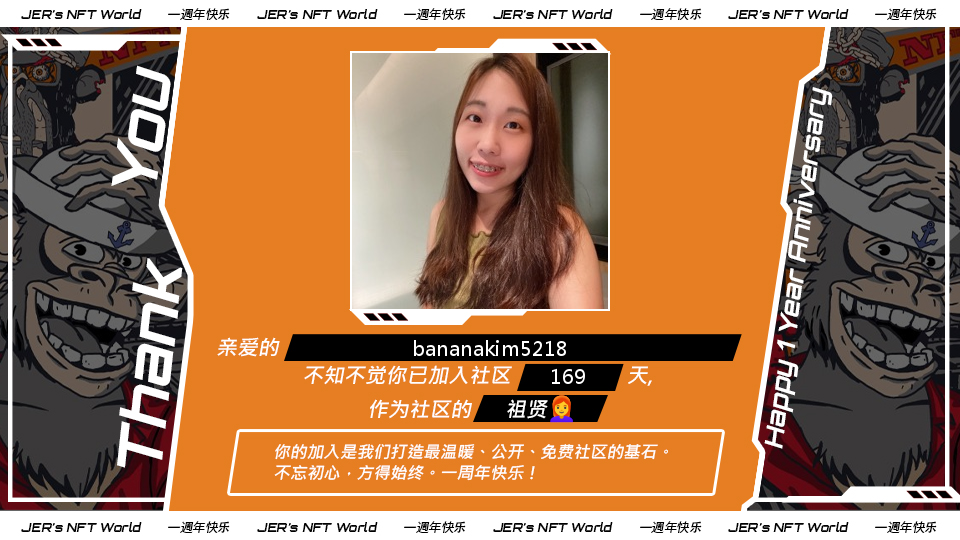 JER's NFT World 一週年快乐 JER's NFT World 一週年快乐 JER's NFT World 一週年快乐 JER's NFT World 一週年快乐
Thank You
Happy 1 Year Anniversary
亲爱的 bananakim5218
不知不觉你已加入社区 169 天,
作为社区的 祖贤👩‍🦰
你的加入是我们打造最温暖、公开、免费社区的基石。
不忘初心，方得始终。一周年快乐！
JER's NFT World 一週年快乐 JER's NFT World 一週年快乐 JER's NFT World 一週年快乐 JER's NFT World 一週年快乐